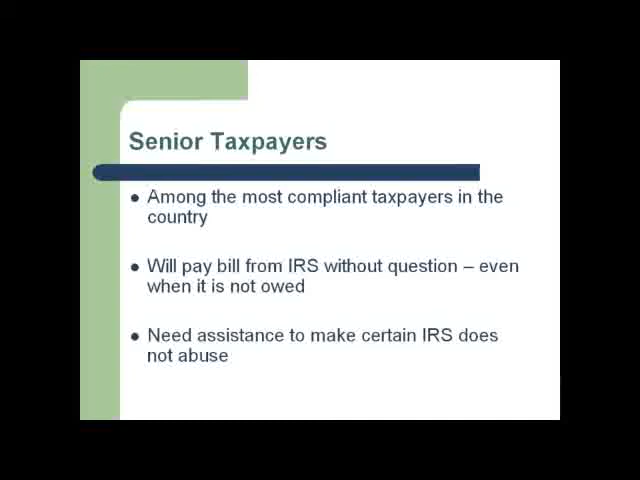 Senior Taxpayers
● Among the most compliant taxpayers in the
country
● Will pay bill from IRS without question – even
when it is not owed
● Need assistance to make certain IRS does
not abuse